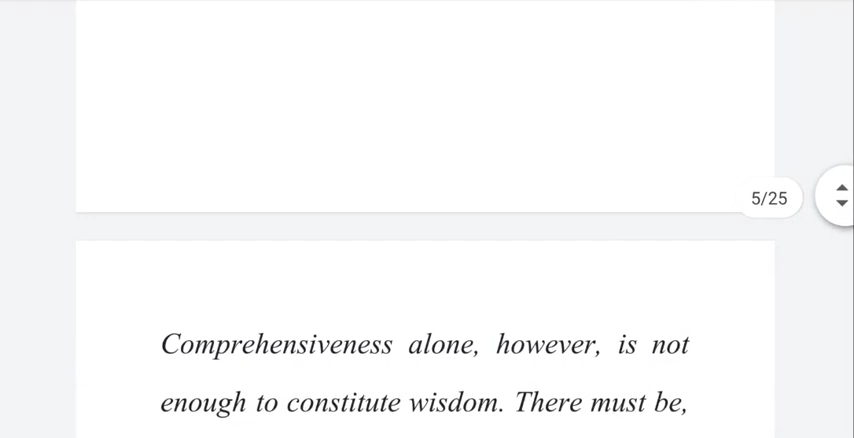 5/25
Comprehensiveness alone, however, is not
enough to constitute wisdom. There must be,